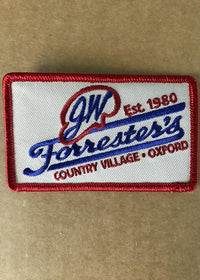 JW
Est. 1980
Forrester's
COUNTRY VILLAGE • OXFORD